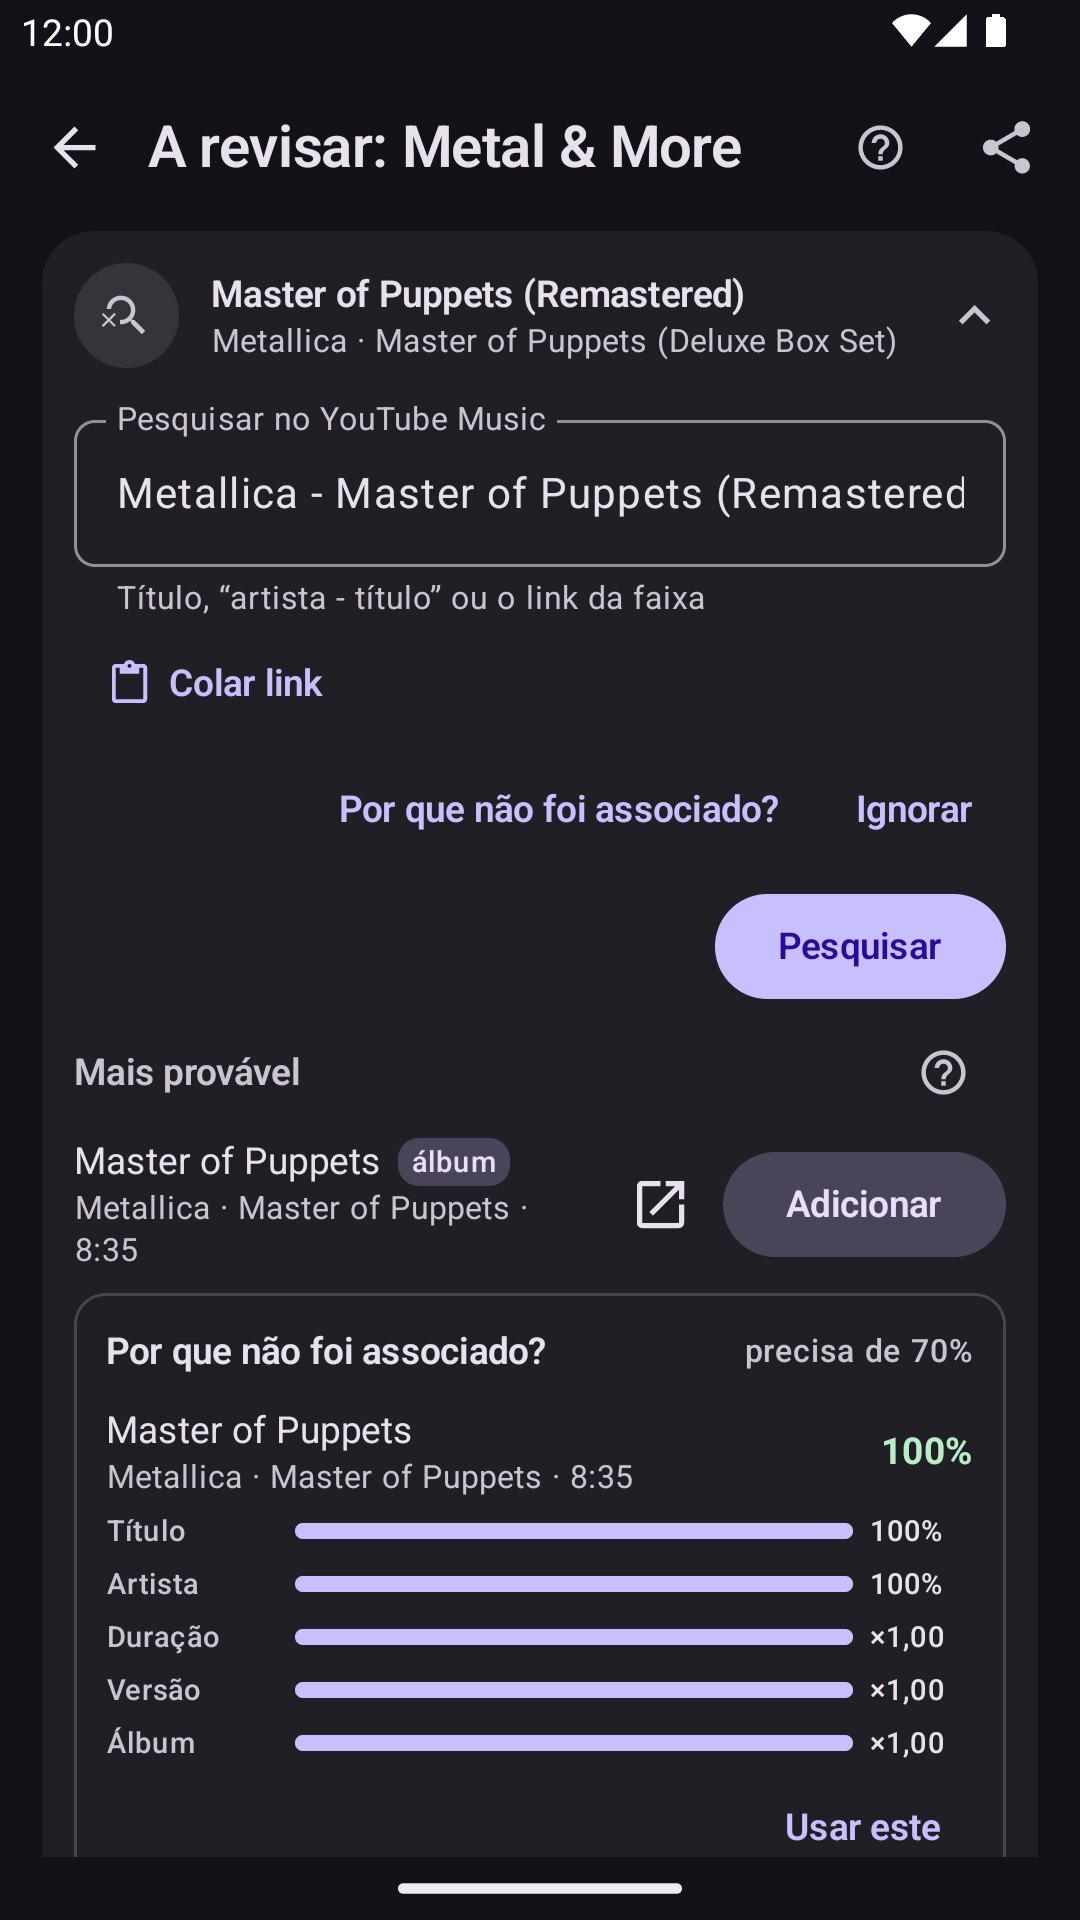 12:00
A revisar: Metal & More
Master of Puppets (Remastered)
Metallica · Master of Puppets (Deluxe Box Set)
Pesquisar no YouTube Music
Metallica - Master of Puppets (Remastered
Título, “artista - título” ou o link da faixa
Colar link
Por que não foi associado? Ignorar
Pesquisar
Mais provável
Master of Puppets álbum
Metallica · Master of Puppets ·
8:35
Adicionar
Por que não foi associado? precisa de 70%
Master of Puppets
Metallica · Master of Puppets · 8:35
100%
Título 100%
Artista 100%
Duração ×1,00
Versão ×1,00
Álbum ×1,00
Usar este